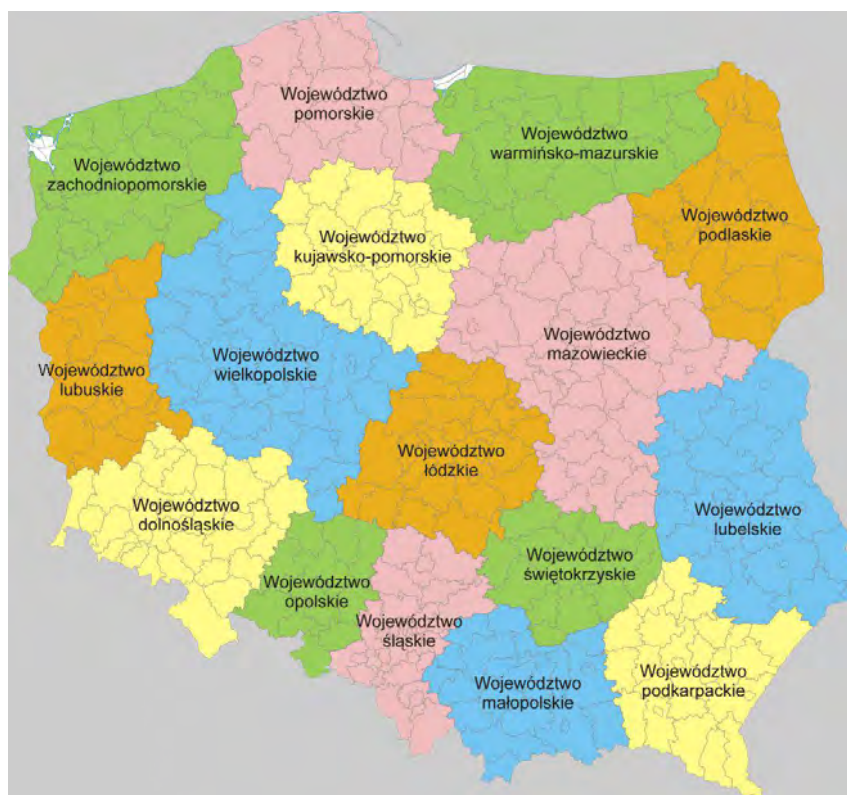 Województwo
pomorskie
Województwo
warmińsko-mazurskie
Województwo
zachodniopomorskie
Województwo
podlaskie
Województwo
kujawsko-pomorskie
Województwo
mazowieckie
Województwo
wielkopolskie
Województwo
lubuskie
Województwo
łódzkie
Województwo
dolnośląskie
Województwo
lubelskie
Województwo
świętokrzyskie
Województwo
opolskie
Województwo
śląskie
Województwo
małopolskie
Województwo
podkarpackie